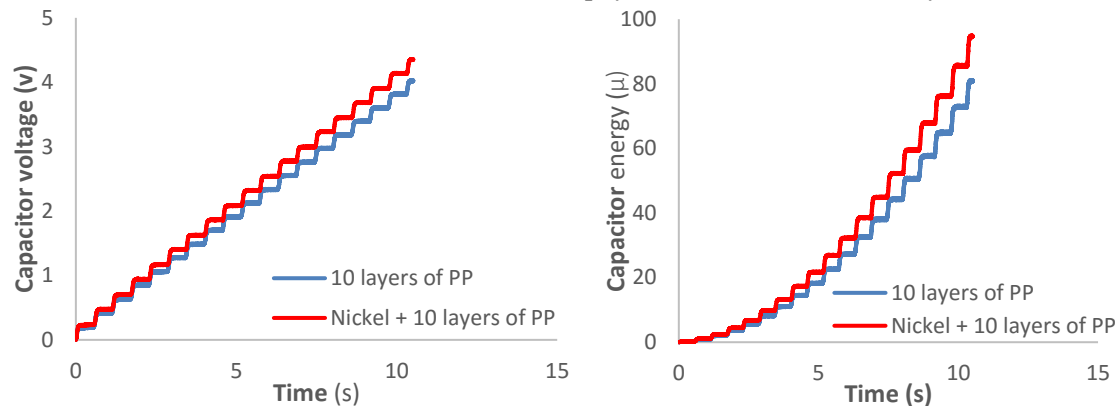 5
4
3
2
1
0
Capacitor voltage (v)
10 layers of PP
Nickel + 10 layers of PP
0
5
10
15
Time (s)
100
80
60
40
20
0
Capacitor energy (μ)
10 layers of PP
Nickel + 10 layers of PP
0
5
10
15
Time (s)